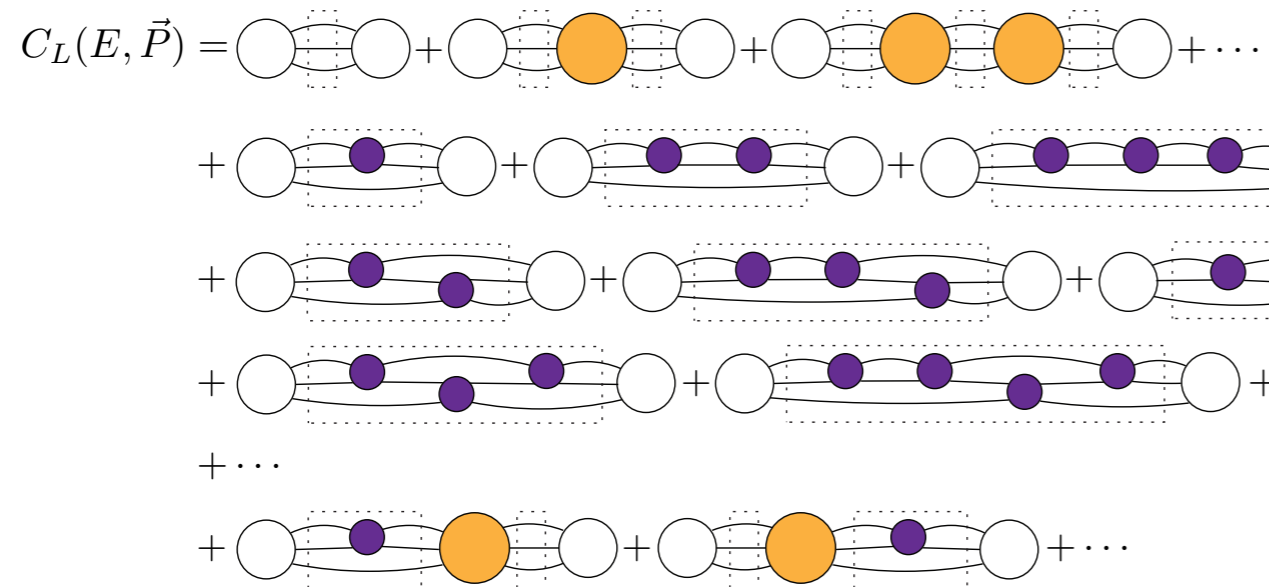 C_L(E, \vec{P}) = + + + ···
+ + +
+ + +
+ + +
+ ···
+ + + ···